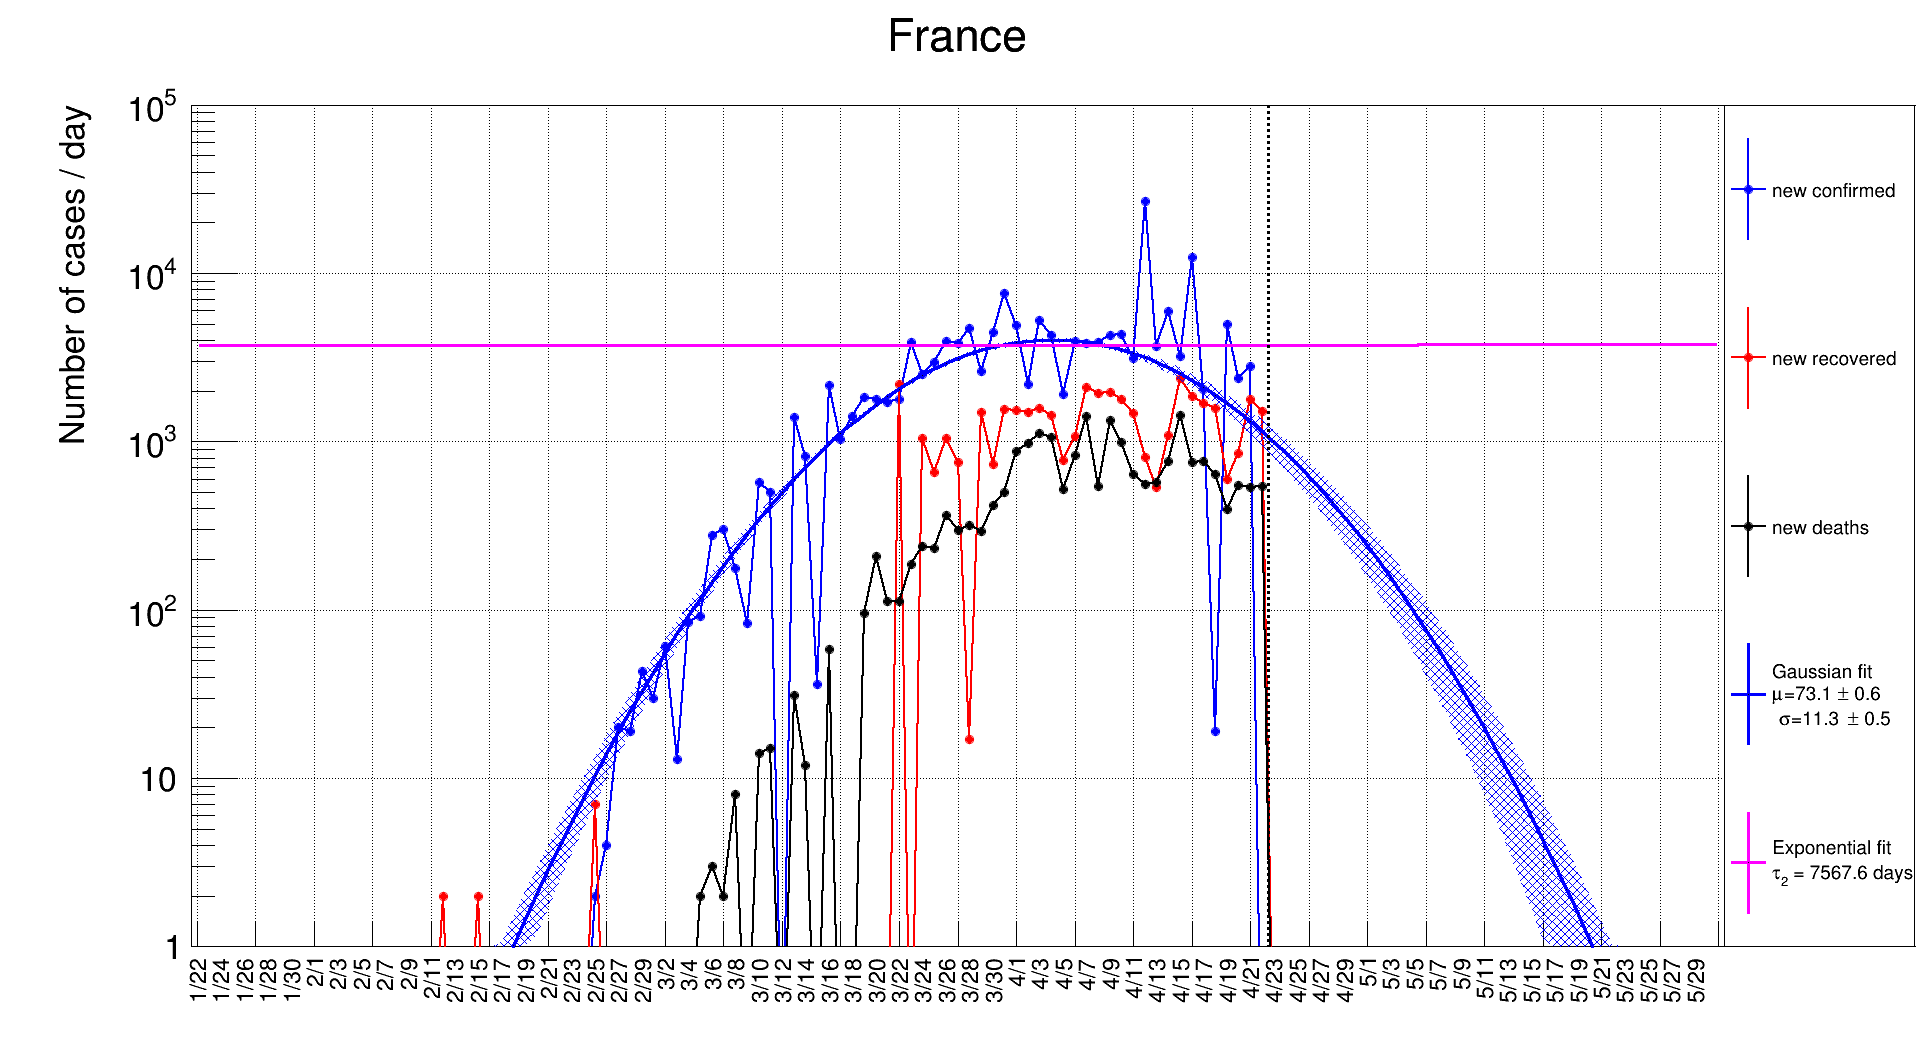 France
Number of cases / day
10^5
10^4
10^3
10^2
10
1
1/22 1/24 1/26 1/28 1/30 2/1 2/3 2/5 2/7 2/9 2/11 2/13 2/15 2/17 2/19 2/21 2/23 2/25 2/27 2/29 3/2 3/4 3/6 3/8 3/10 3/12 3/14 3/16 3/18 3/20 3/22 3/24 3/26 3/28 3/30 4/1 4/3 4/5 4/7 4/9 4/11 4/13 4/15 4/17 4/19 4/21 4/23 4/25 4/27 4/29 5/1 5/3 5/5 5/7 5/9 5/11 5/13 5/15 5/17 5/19 5/21 5/23 5/25 5/27 5/29
new confirmed
new recovered
new deaths
Gaussian fit
μ=73.1 ± 0.6
σ=11.3 ± 0.5
Exponential fit
τ₂ = 7567.6 days